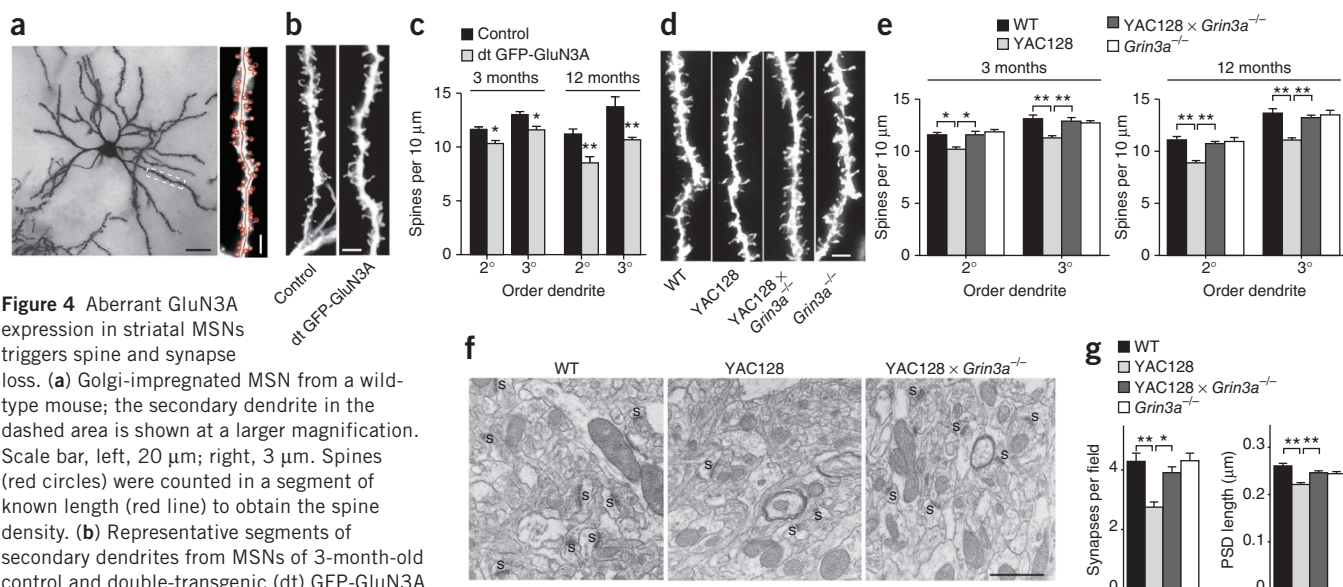 a
b
c
Control
dt GFP-GluN3A
3 months 12 months
Spines per 10 μm
15
10
5
0
* * ** **
2° 3° 2° 3°
Order dendrite
Control
dt GFP-GluN3A
d
WT
YAC128
YAC128 ×
Grin3a–/–
Grin3a–/–
e
WT
YAC128
YAC128 × Grin3a–/–
Grin3a–/–
3 months
Spines per 10 μm
15
10
5
0
* * ** **
2° 3°
Order dendrite
12 months
Spines per 10 μm
15
10
5
0
** ** ** **
2° 3°
Order dendrite
Figure 4 Aberrant GluN3A
expression in striatal MSNs
triggers spine and synapse
loss. (a) Golgi-impregnated MSN from a wild-
type mouse; the secondary dendrite in the
dashed area is shown at a larger magnification.
Scale bar, left, 20 μm; right, 3 μm. Spines
(red circles) were counted in a segment of
known length (red line) to obtain the spine
density. (b) Representative segments of
secondary dendrites from MSNs of 3-month-old
control and double-transgenic (dt) GFP-GluN3A
f
WT YAC128 YAC128 × Grin3a–/–
s s s s s s s
s s s
s s s s s
g
WT
YAC128
YAC128 × Grin3a–/–
Grin3a–/–
Synapses per field
4
2
0
** *
PSD length (μm)
0.3
0.2
0.1
0
** **